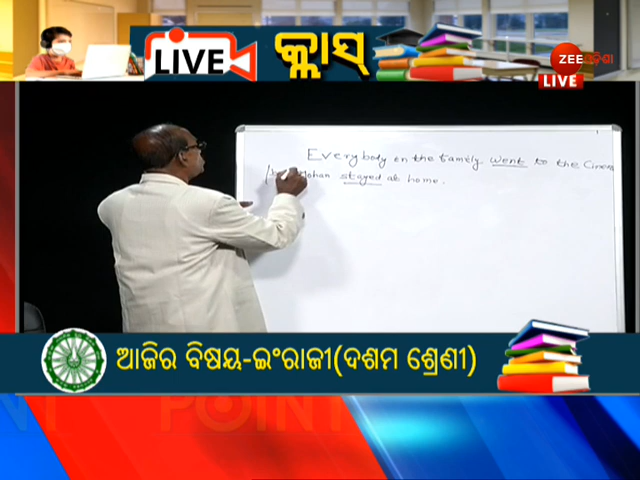 LIVE କ୍ଲାସ୍
ZEE ଓଡ଼ିଶା
LIVE
Everybody in the family went to the Cinema
Mohan stayed at home.
ଆଜିର ବିଷୟ-ଇଂରାଜୀ(ଦଶମ ଶ୍ରେଣୀ)
POINT